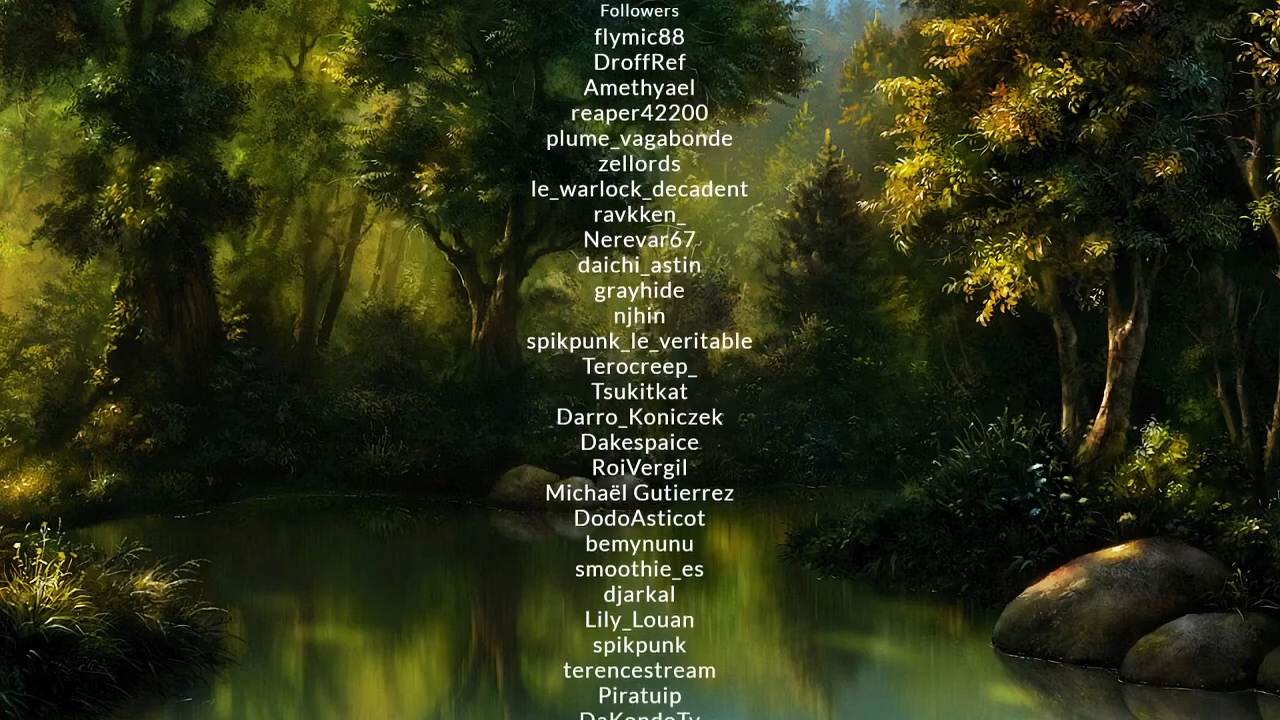 Followers
flymic88
DroffRef
Amethyael
reaper42200
plume_vagabonde
zellords
le_warlock_decadent
ravkken_
Nerevar67
daichi_astin
grayhide
njhin
spikpunk_le_veritable
Terocreep_
Tsukitkat
Darro_Koniczek
Dakespaice
RoiVergil
Michaël Gutierrez
DodoAsticot
bemynunu
smoothie_es
djarkal
Lily_Louan
spikpunk
terencestream
Piratuip